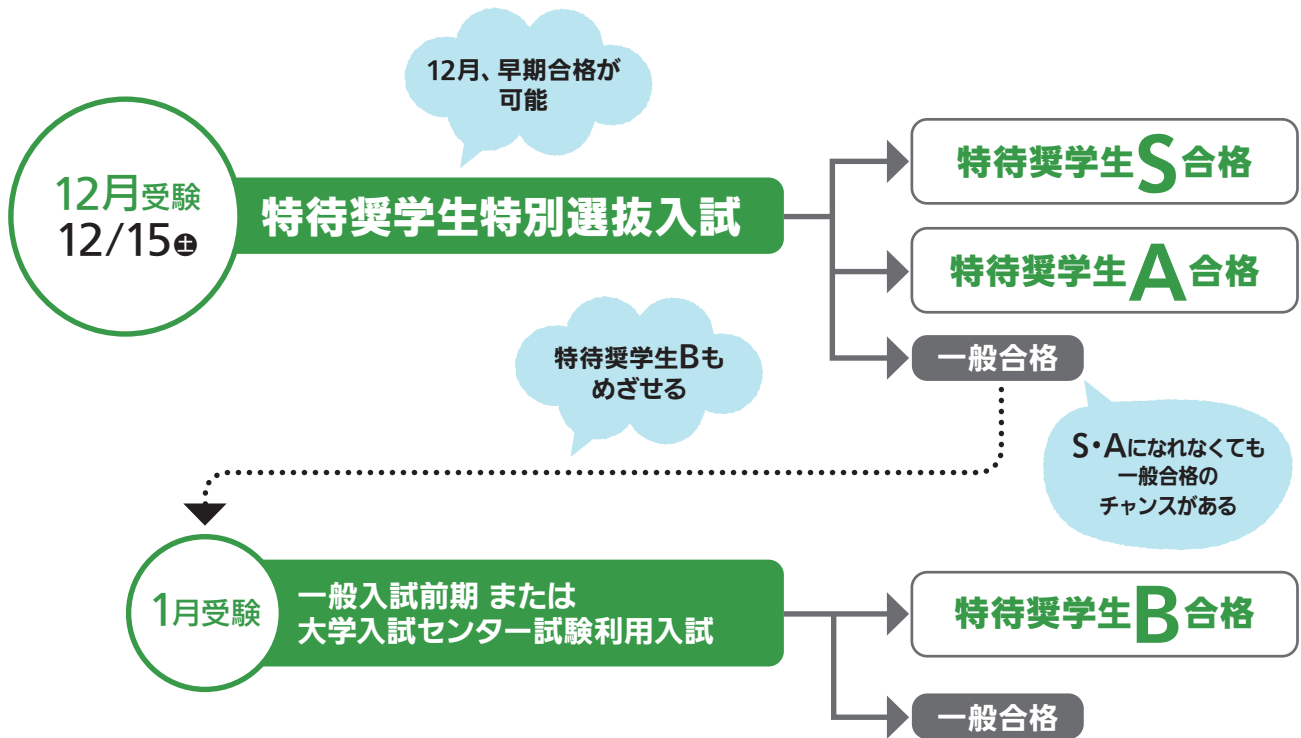 12月、早期合格が
可能
12月受験
12/15㊏
特待奨学生特別選抜入試
特待奨学生S合格
特待奨学生A合格
一般合格
特待奨学生Bも
めざせる
S・Aになれなくても
一般合格の
チャンスがある
1月受験
一般入試前期 または
大学入試センター試験利用入試
特待奨学生B合格
一般合格